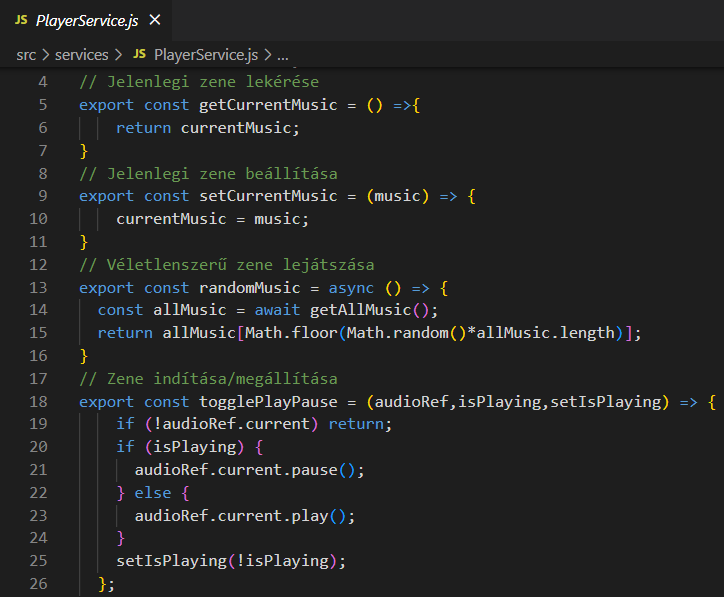 JS PlayerService.js ×
src > services > JS PlayerService.js > ...
4 // Jelenlegi zene lekérése
5 export const getCurrentMusic = () =>{
6 return currentMusic;
7 }
8 // Jelenlegi zene beállítása
9 export const setCurrentMusic = (music) => {
10 currentMusic = music;
11 }
12 // Véletlenszerű zene lejátszása
13 export const randomMusic = async () => {
14 const allMusic = await getAllMusic();
15 return allMusic[Math.floor(Math.random()*allMusic.length)];
16 }
17 // Zene indítása/megállítása
18 export const togglePlayPause = (audioRef,isPlaying,setIsPlaying) => {
19 if (!audioRef.current) return;
20 if (isPlaying) {
21 audioRef.current.pause();
22 } else {
23 audioRef.current.play();
24 }
25 setIsPlaying(!isPlaying);
26 };